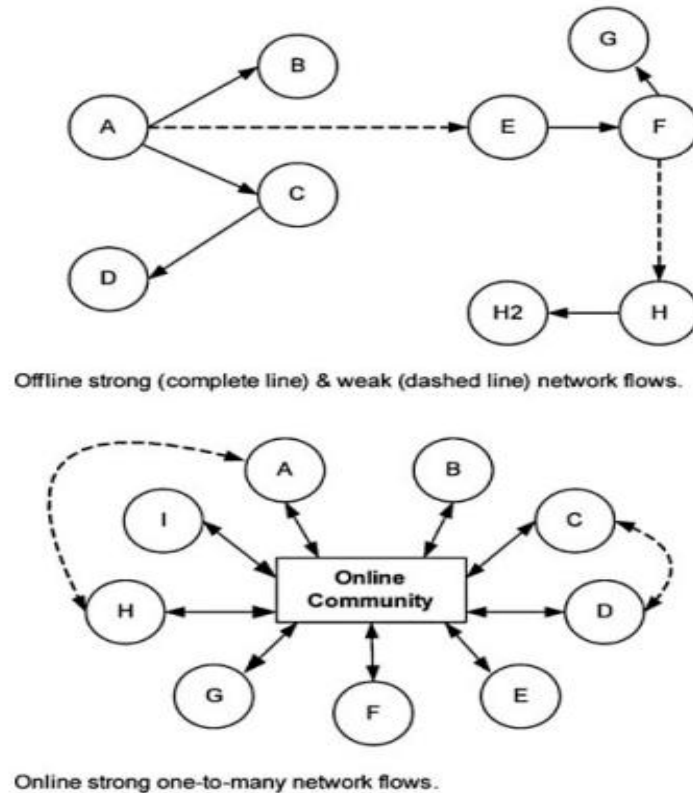 G
B
A
E
F
C
D
H2
H
Offline strong (complete line) & weak (dashed line) network flows.
A
B
I
C
Online
Community
H
D
G
F
E
Online strong one-to-many network flows.